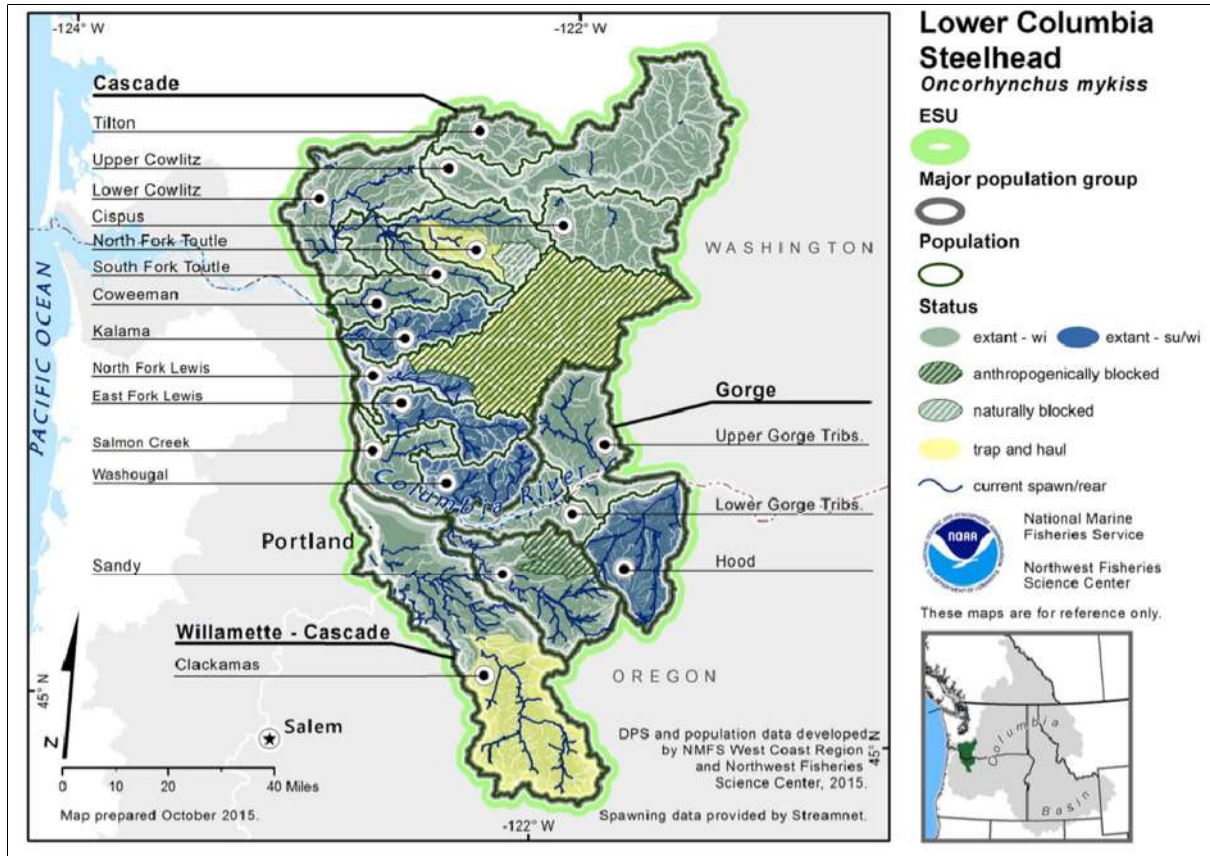 -124° W
-122° W
Cascade
Tilton
Upper Cowlitz
Lower Cowlitz
Cispus
North Fork Toutle
South Fork Toutle
Coweeman
Kalama
North Fork Lewis
East Fork Lewis
Salmon Creek
Washougal
Sandy
Willamette - Cascade
Clackamas
PACIFIC OCEAN
WASHINGTON
Gorge
Upper Gorge Tribs.
Lower Gorge Tribs.
Hood
Columbia River
Portland
OREGON
Salem
45° N
N
0 10 20 40 Miles
Map prepared October 2015.
DPS and population data developed
by NMFS West Coast Region
and Northwest Fisheries
Science Center, 2015.
45° N
Spawning data provided by Streamnet.
-122° W
Lower Columbia
Steelhead
Oncorhynchus mykiss
ESU
Major population group
Population
Status
extant - wi
extant - su/wi
anthropogenically blocked
naturally blocked
trap and haul
current spawn/rear
NOAA
National Marine
Fisheries Service
Northwest Fisheries
Science Center
These maps are for reference only.
Columbia
Basin